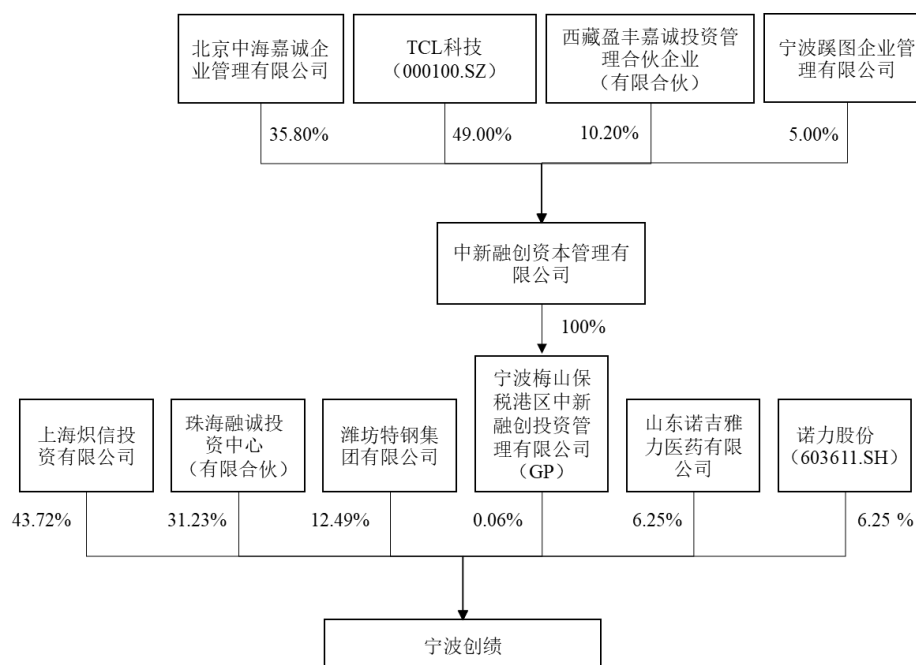 北京中海嘉诚企
业管理有限公司
TCL科技
（000100.SZ）
西藏盈丰嘉诚投资管
理合伙企业
（有限合伙）
宁波蹊图企业管
理有限公司
35.80%
49.00%
10.20%
5.00%
中新融创资本管理有
限公司
100%
上海炽信投
资有限公司
珠海融诚投
资中心
（有限合伙）
潍坊特钢集
团有限公司
宁波梅山保
税港区中新
融创投资管
理有限公司
（GP）
山东诺吉雅
力医药有限
公司
诺力股份
（603611.SH）
43.72%
31.23%
12.49%
0.06%
6.25%
6.25 %
宁波创绩